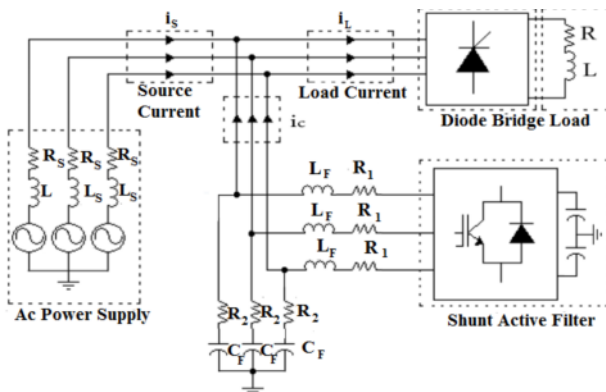 iS
iL
R
L
Source
Current
Load Current
Diode Bridge Load
ic
RS RS RS
L LS LS
LF R1
LF R1
LF R1
R2 R2 R2
CF CF CF
Ac Power Supply
Shunt Active Filter